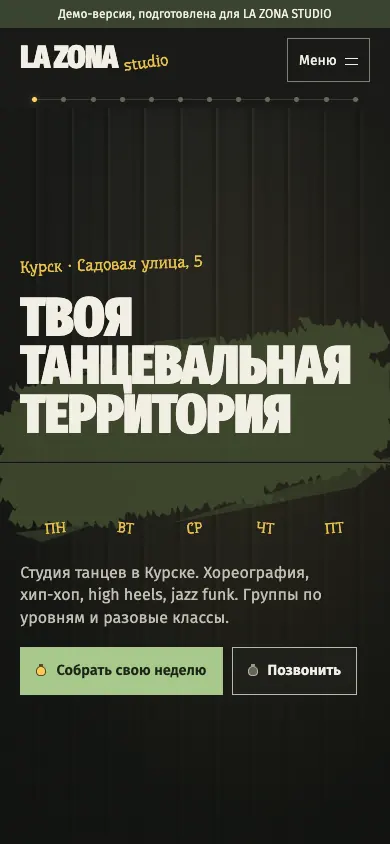 Демо-версия, подготовлена для LA ZONA STUDIO
LA ZONA studio
Меню
Курск · Садовая улица, 5
ТВОЯ
ТАНЦЕВАЛЬНАЯ
ТЕРРИТОРИЯ
ПН ВТ СР ЧТ ПТ
Студия танцев в Курске. Хореография,
хип-хоп, high heels, jazz funk. Группы по
уровням и разовые классы.
Собрать свою неделю Позвонить